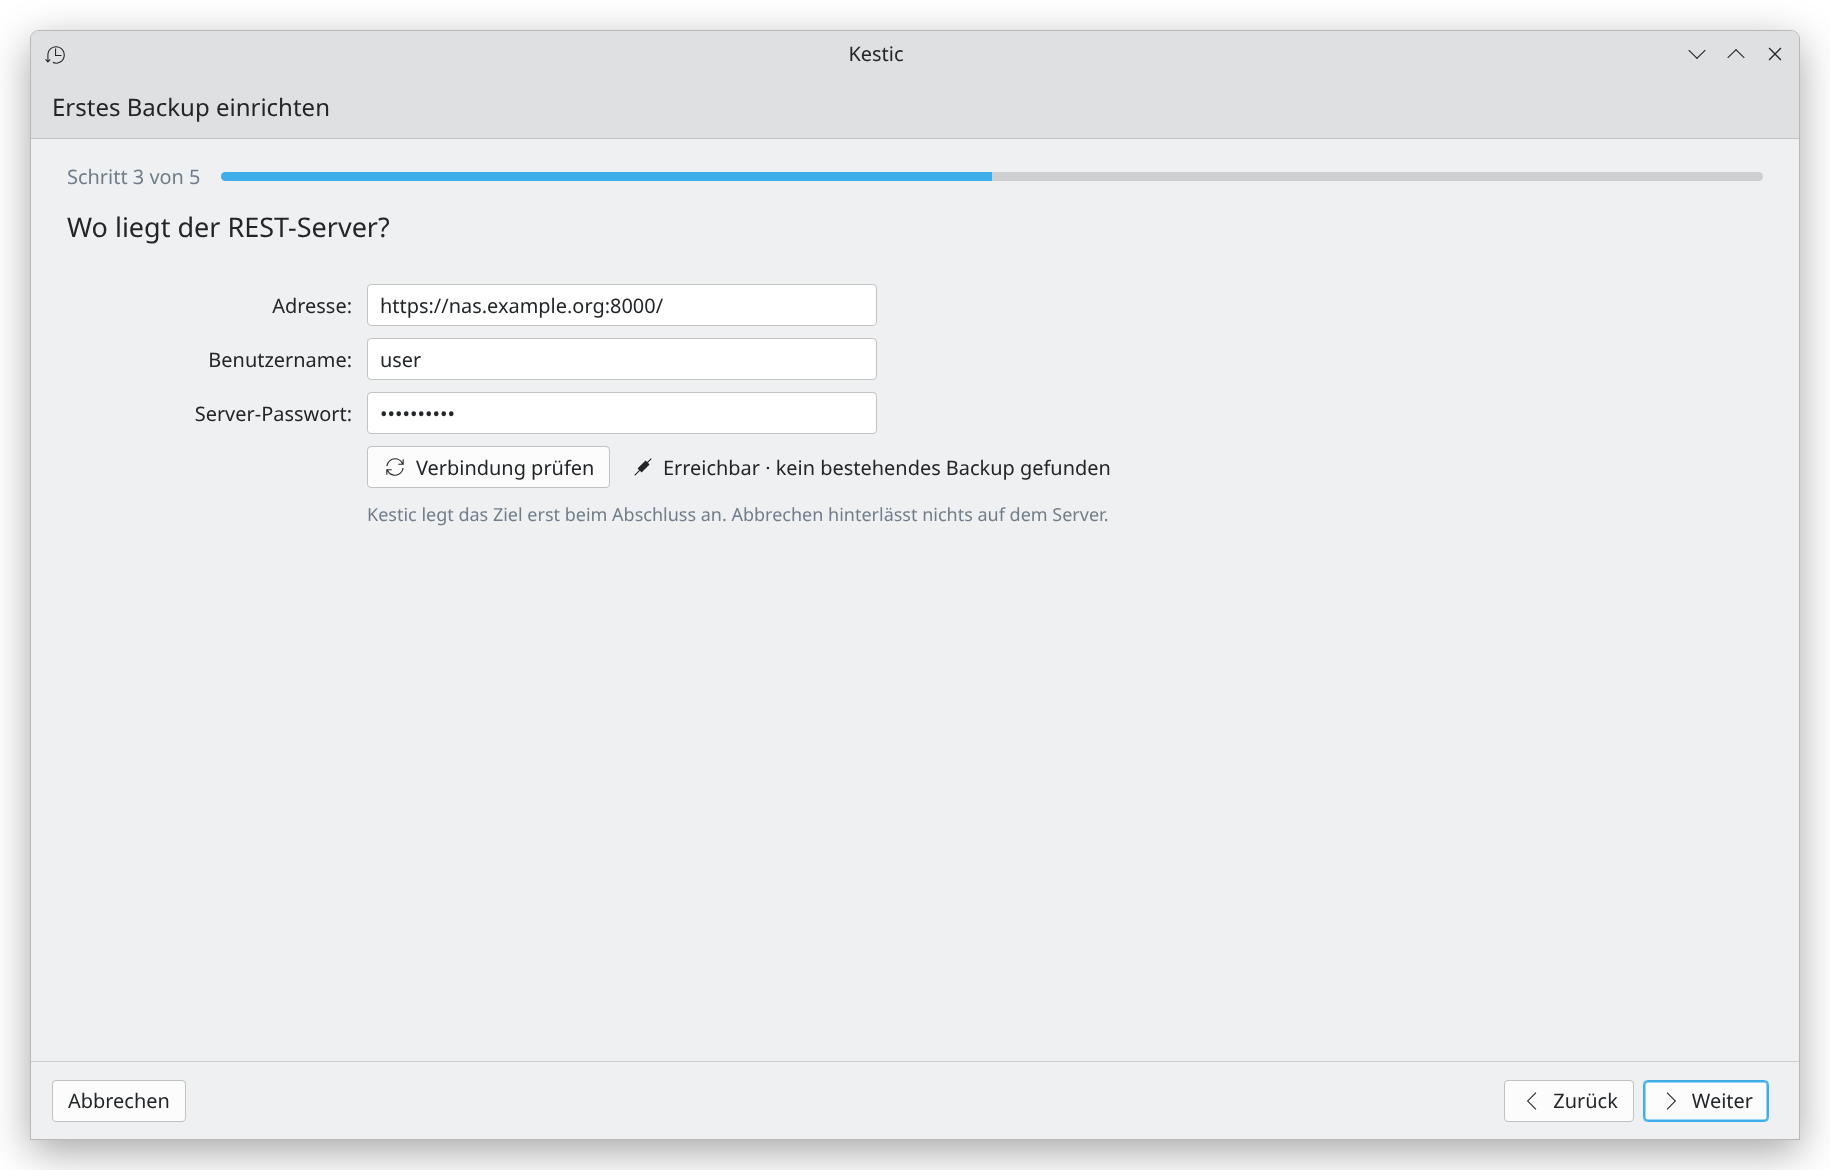 Kestic
Erstes Backup einrichten
Schritt 3 von 5
Wo liegt der REST-Server?
Adresse: https://nas.example.org:8000/
Benutzername: user
Server-Passwort: ••••••••••
Verbindung prüfen Erreichbar · kein bestehendes Backup gefunden
Kestic legt das Ziel erst beim Abschluss an. Abbrechen hinterlässt nichts auf dem Server.
Abbrechen Zurück Weiter